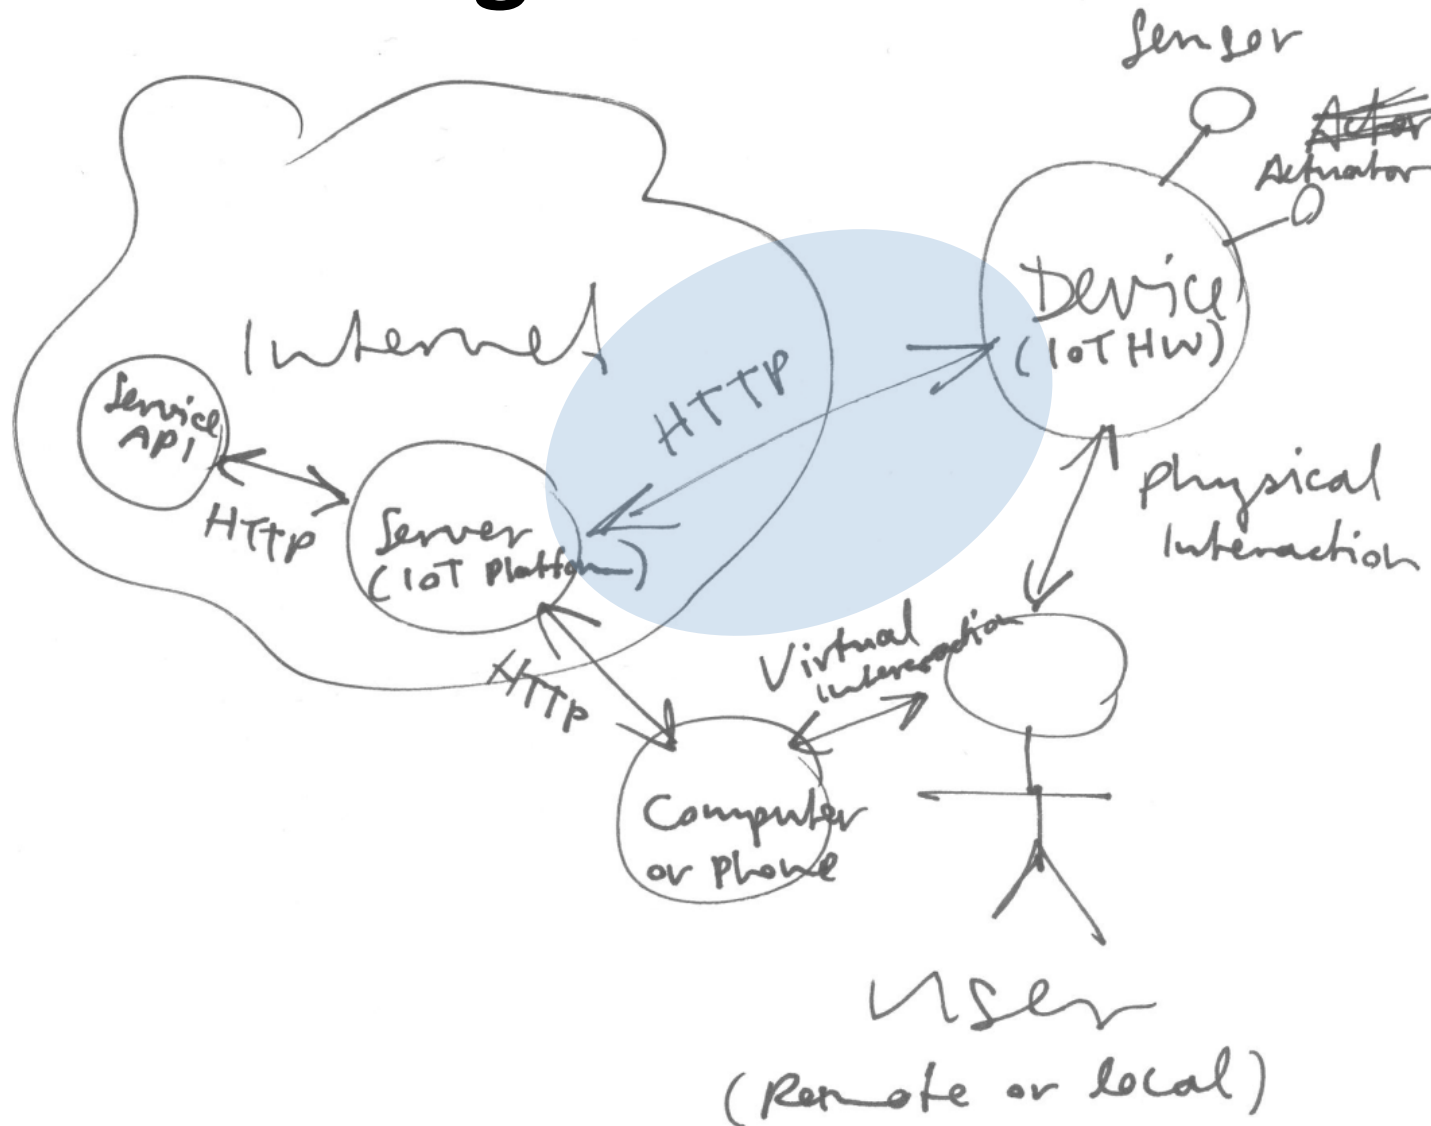 Sensor
Actor
Actuator
Internet
Device
(IoT HW)
HTTP
Service
API
HTTP
Server
(IoT Platform)
Physical
Interaction
Virtual
Interaction
HTTP
Computer
or Phone
User
(Remote or local)